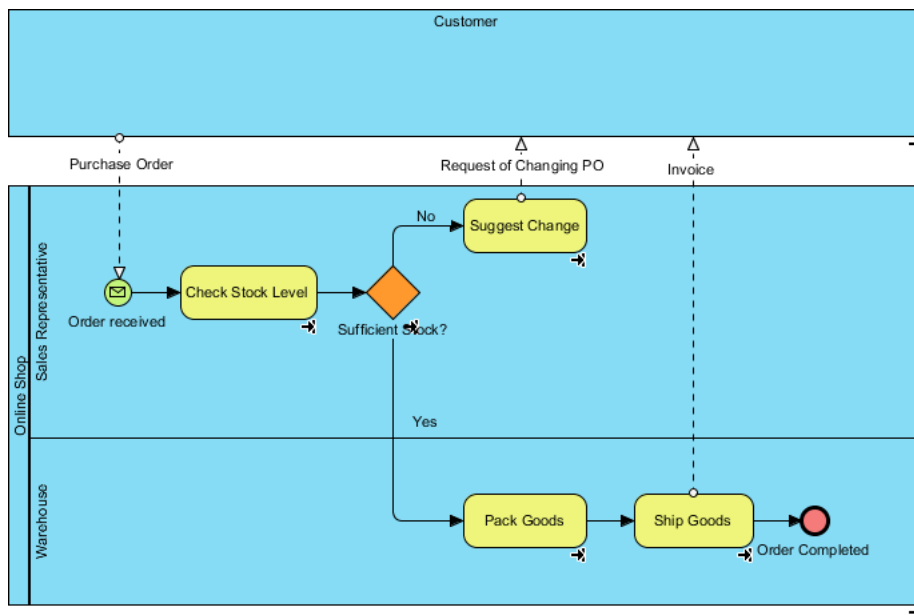 Customer
Purchase Order
Request of Changing PO
Invoice
Online Shop
Sales Representative
No
Suggest Change
Check Stock Level
Order received
Sufficient Stock?
Yes
Warehouse
Pack Goods
Ship Goods
Order Completed